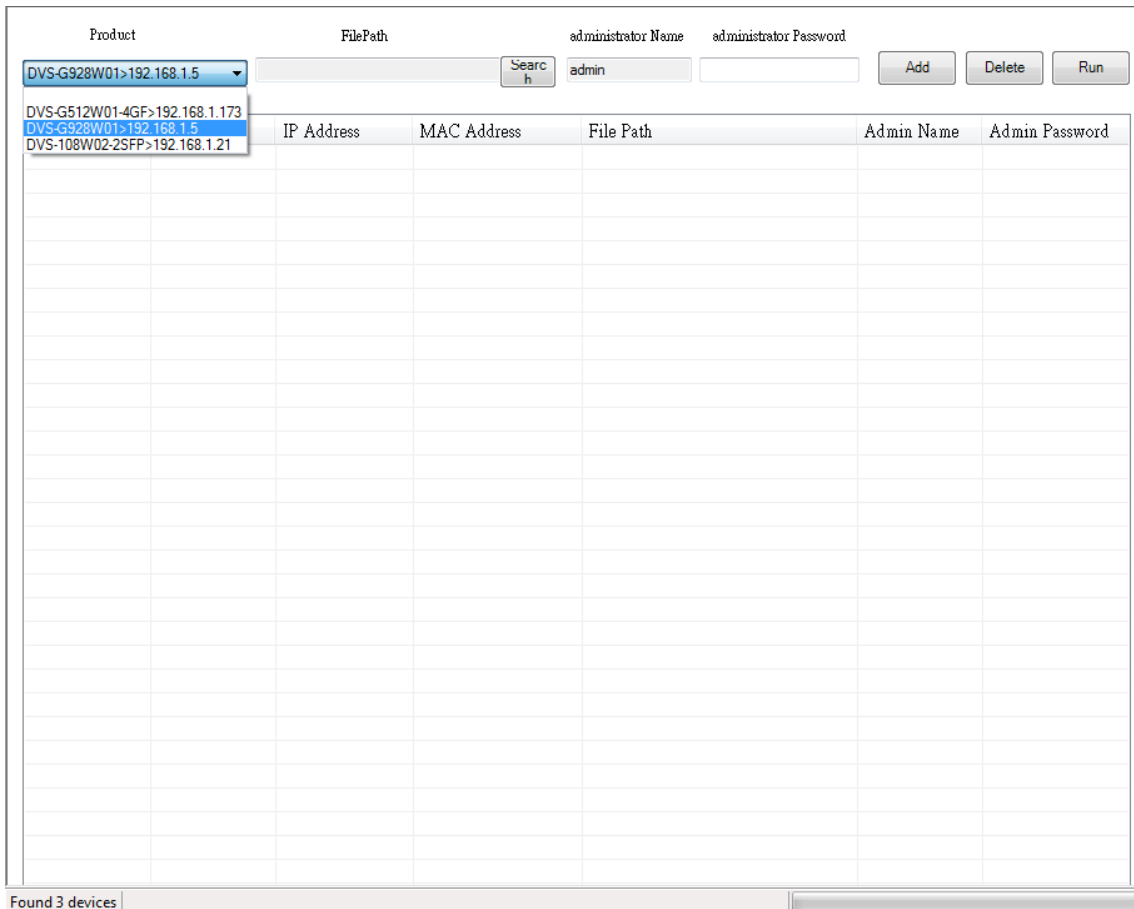 Product FilePath administrator Name administrator Password
DVS-G928W01>192.168.1.5 Searc admin Add Delete Run
h
DVS-G512W01-4GF>192.168.1.173
DVS-G928W01>192.168.1.5 IP Address MAC Address File Path Admin Name Admin Password
DVS-108W02-2SFP>192.168.1.21
Found 3 devices